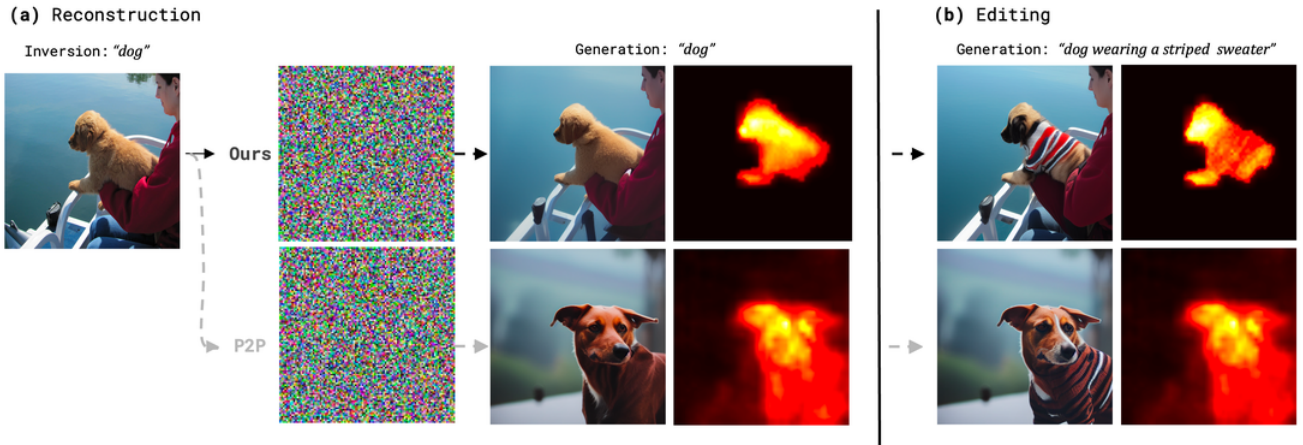 (a) Reconstruction
(b) Editing
Inversion: “dog”
Generation: “dog”
Generation: “dog wearing a striped sweater”
Ours
P2P